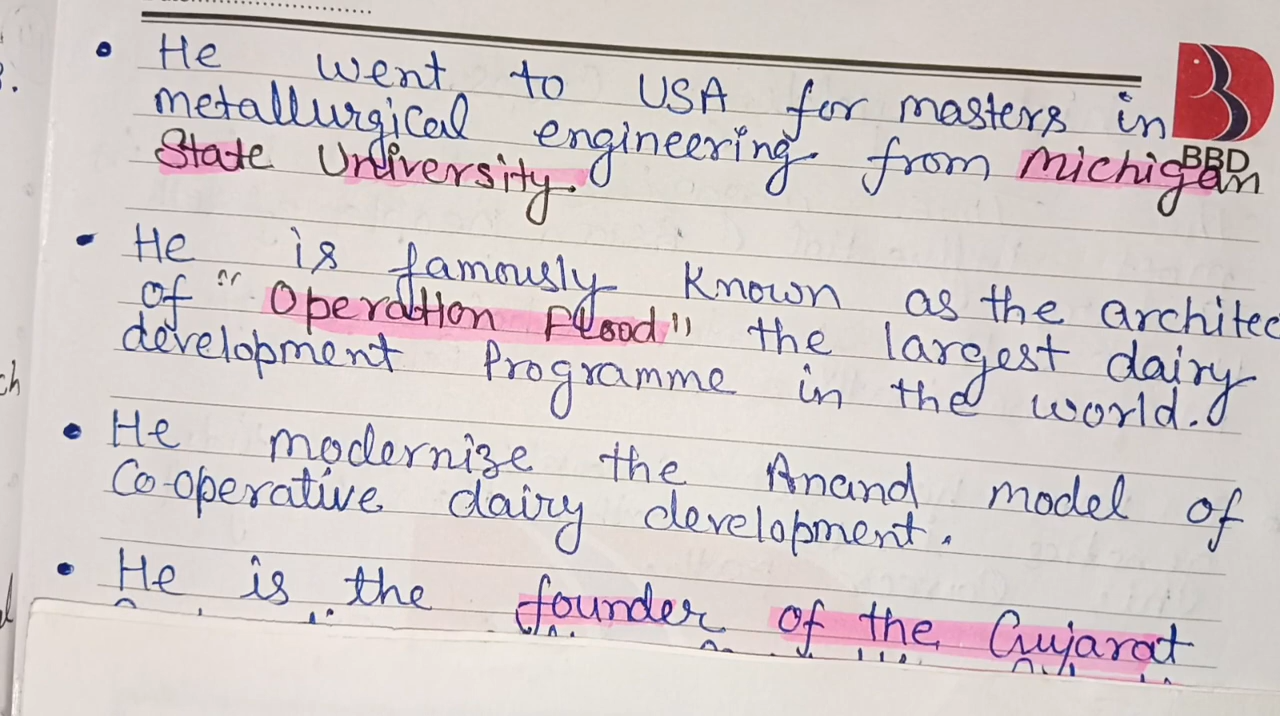 • He went to USA for masters in
metallurgical engineering from Michigan
State University.
• He is famously known as the architec
of "Operation Flood" the largest dairy
development Programme in the world.
• He modernize the Anand model of
Co-operative dairy development.
• He is the founder of the Gujarat
BBD
ch